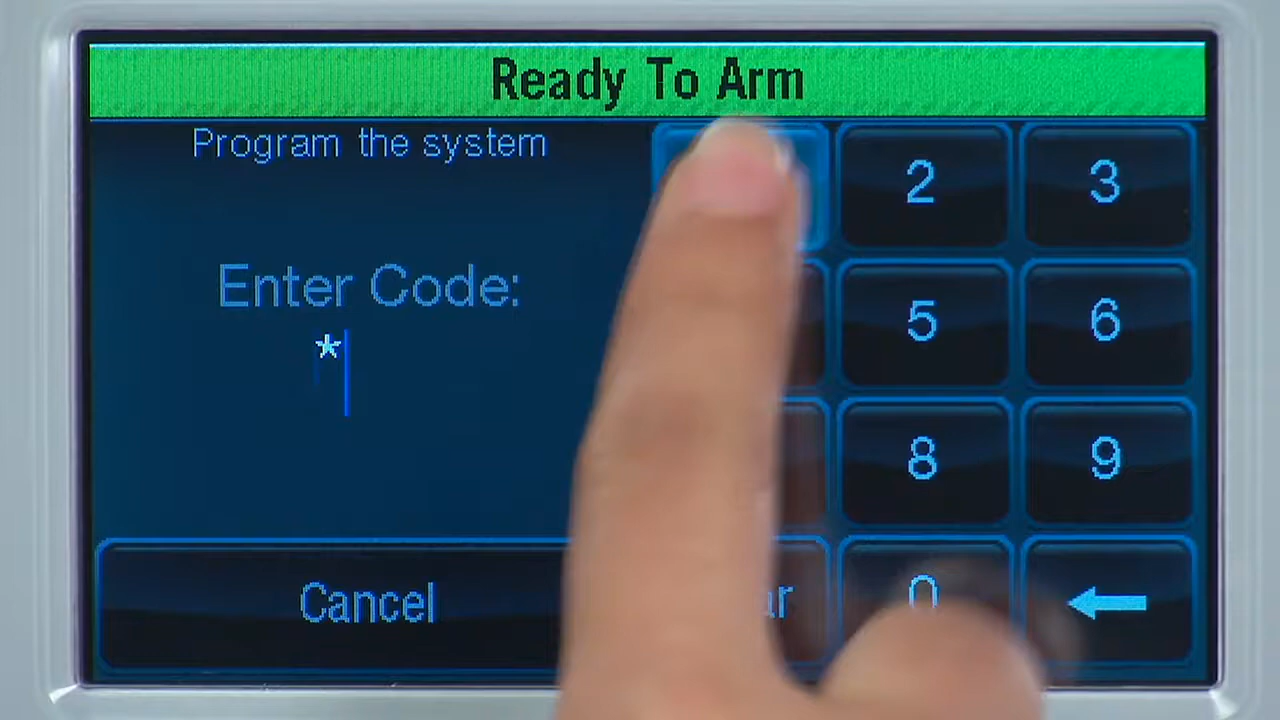 Ready To Arm
Program the system
Enter Code:
*
2 3
5 6
8 9
Cancel 0